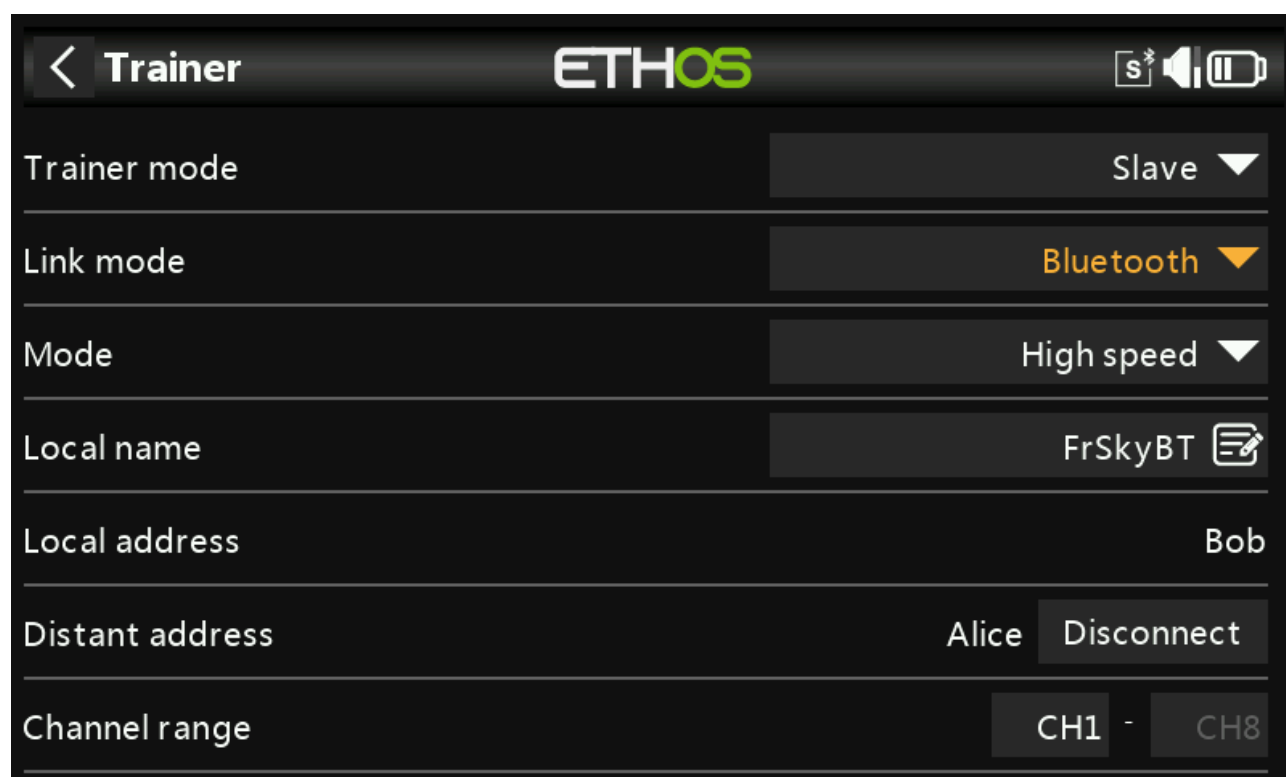 Trainer ETHOS S
Trainer mode Slave
Link mode Bluetooth
Mode High speed
Local name FrSkyBT
Local address Bob
Distant address Alice Disconnect
Channel range CH1 - CH8